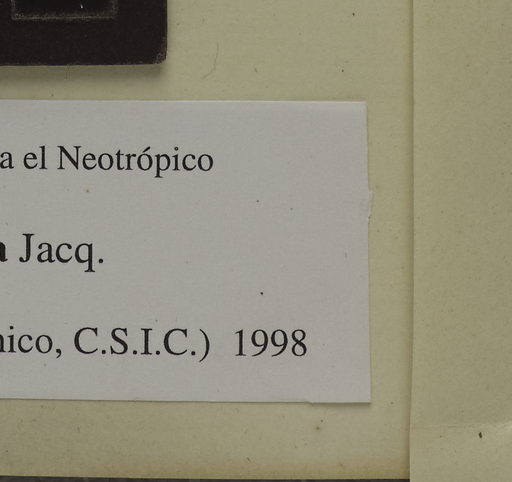 a el Neotrópico
a Jacq.
nico, C.S.I.C.) 1998